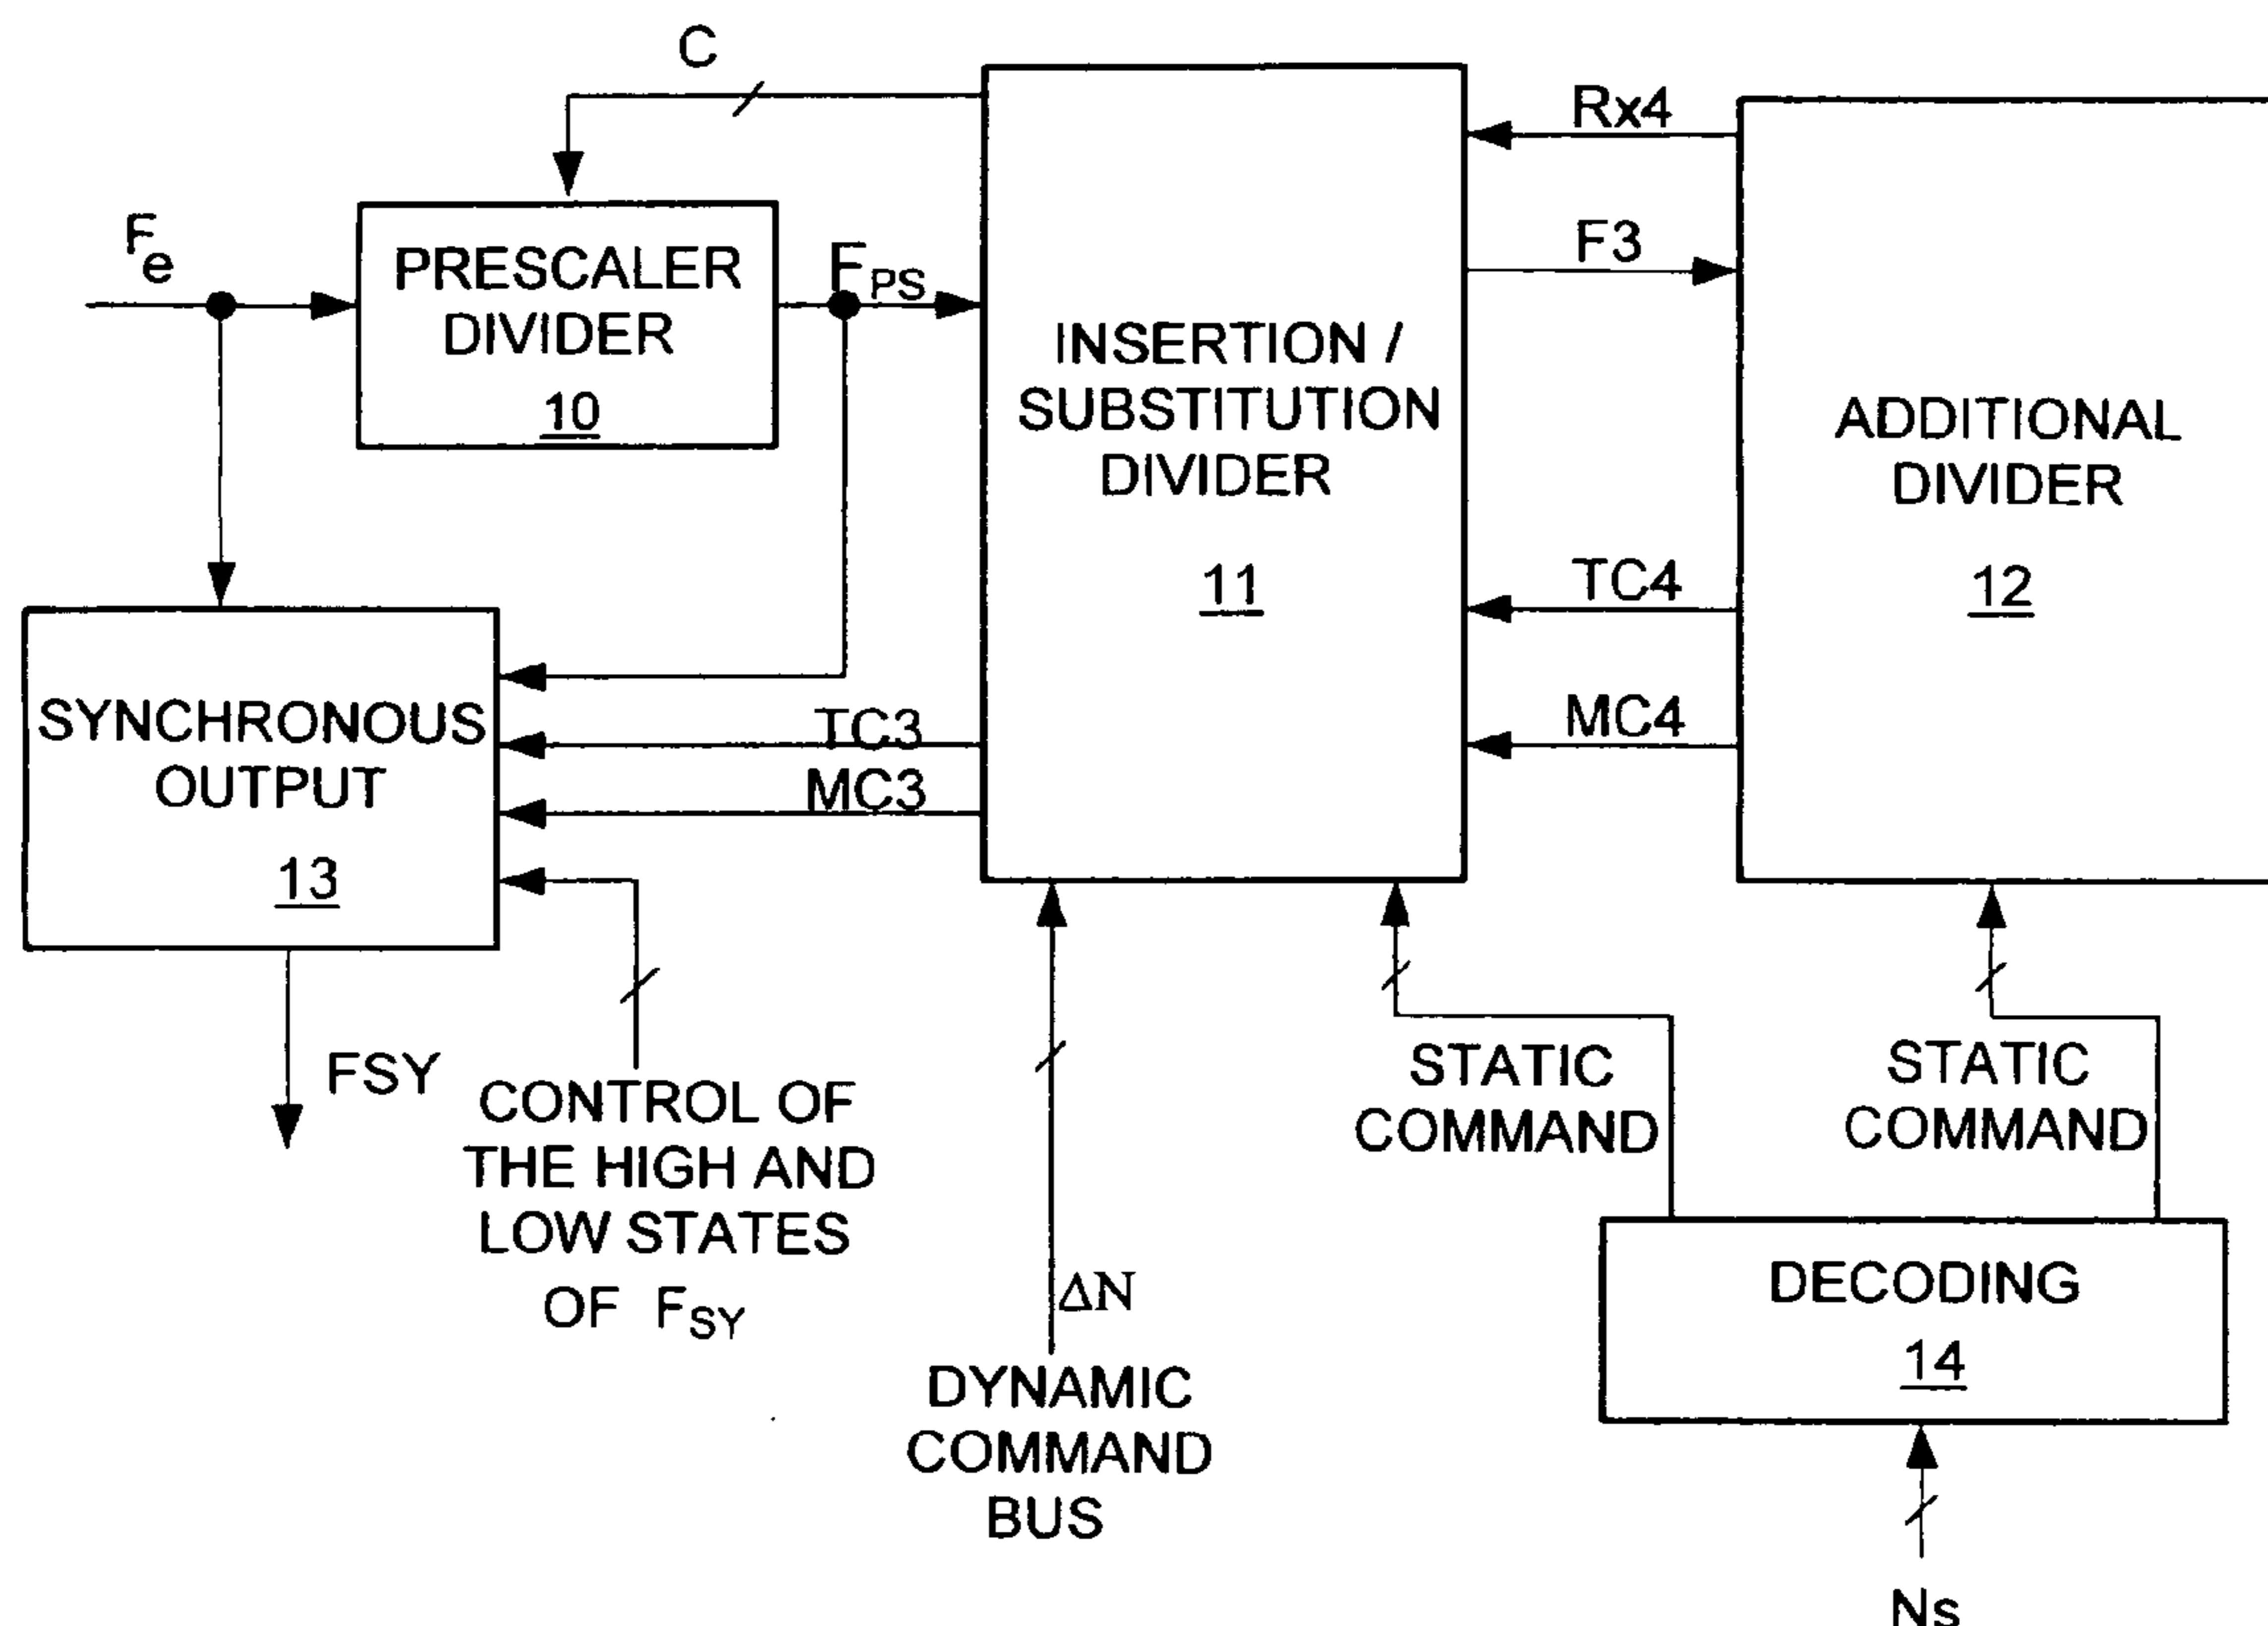 C
Fe
PRESCALER
DIVIDER
10
FPS
INSERTION /
SUBSTITUTION
DIVIDER
11
Rx4
F3
TC4
MC4
ADDITIONAL
DIVIDER
12
SYNCHRONOUS
OUTPUT
13
TC3
MC3
FSY
CONTROL OF
THE HIGH AND
LOW STATES
OF FSY
ΔN
DYNAMIC
COMMAND
BUS
STATIC
COMMAND
STATIC
COMMAND
DECODING
14
Ns